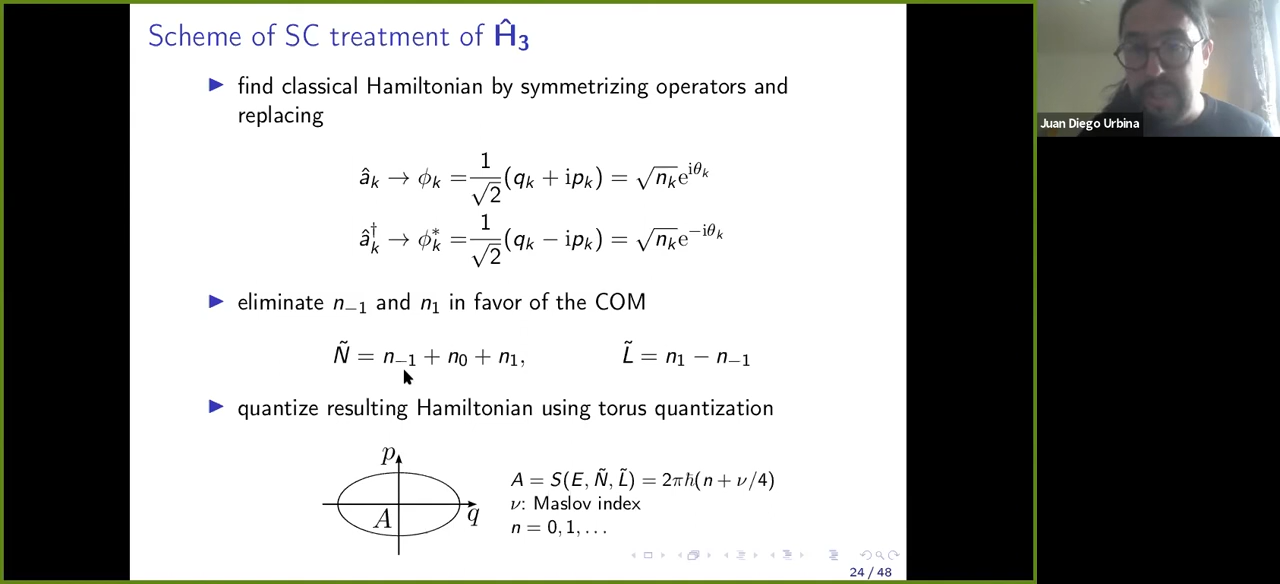 Scheme of SC treatment of Ĥ₃
▶ find classical Hamiltonian by symmetrizing operators and
replacing
âₖ → ϕₖ = 1/√2 (qₖ + ipₖ) = √nₖ e^{iθₖ}
âₖ† → ϕₖ* = 1/√2 (qₖ − ipₖ) = √nₖ e^{−iθₖ}
▶ eliminate n₋₁ and n₁ in favor of the COM
Ñ = n₋₁ + n₀ + n₁, L̃ = n₁ − n₋₁
▶ quantize resulting Hamiltonian using torus quantization
p
A
q
A = S(E, Ñ, L̃) = 2πℏ(n + ν/4)
ν: Maslov index
n = 0, 1, . . .
24 / 48
Juan Diego Urbina